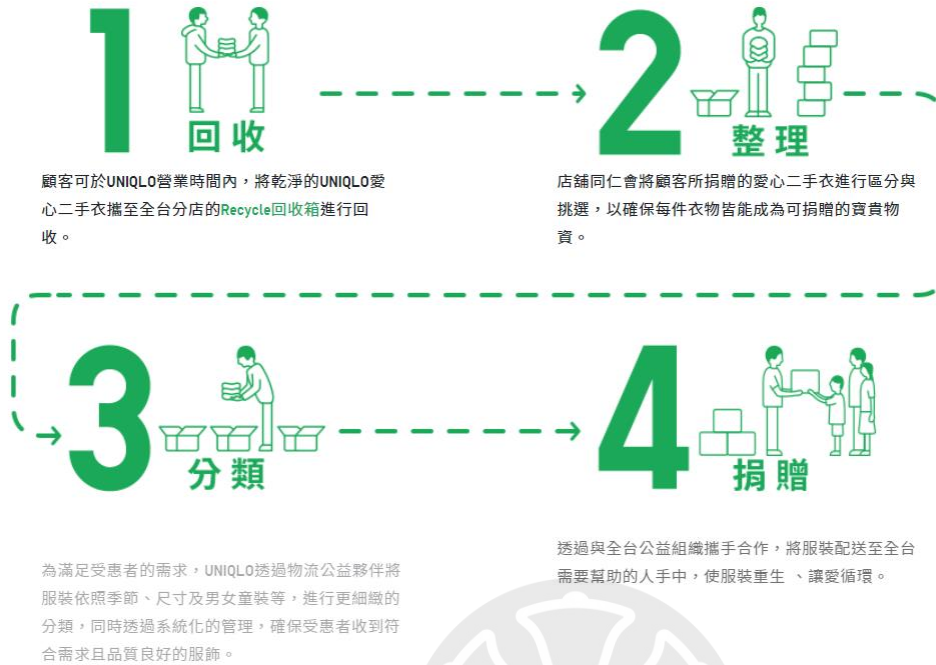 1
回收
顧客可於UNIQLO營業時間內，將乾淨的UNIQLO愛
心二手衣攜至全台分店的Recycle回收箱進行回
收。
2
整理
店舖同仁會將顧客所捐贈的愛心二手衣進行區分與
挑選，以確保每件衣物皆能成為可捐贈的寶貴物
資。
3
分類
為滿足受惠者的需求，UNIQLO透過物流公益夥伴將
服裝依照季節、尺寸及男女童裝等，進行更細緻的
分類，同時透過系統化的管理，確保受惠者收到符
合需求且品質良好的服飾。
4
捐贈
透過與全台公益組織攜手合作，將服裝配送至全台
需要幫助的人手中，使服裝重生 、讓愛循環。